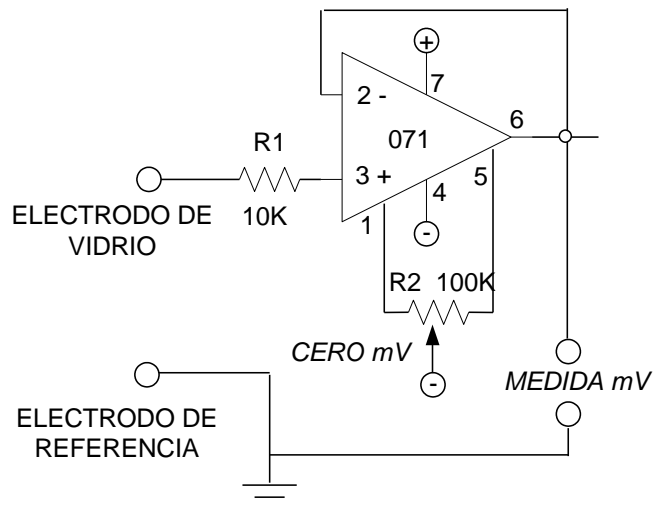 +
7
2 -
6
071
R1
3 +
5
4
1
10K
ELECTRODO DE
VIDRIO
-
R2 100K
CERO mV
-
MEDIDA mV
ELECTRODO DE
REFERENCIA